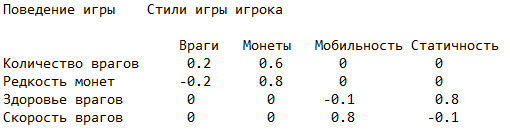 Поведение игры    Стили игры игрока
Враги   Монеты   Мобильность Статичность
Количество врагов      0.2     0.6       0           0
Редкость монет        -0.2     0.8       0           0
Здоровье врагов        0       0      -0.1         0.8
Скорость врагов        0       0       0.8        -0.1